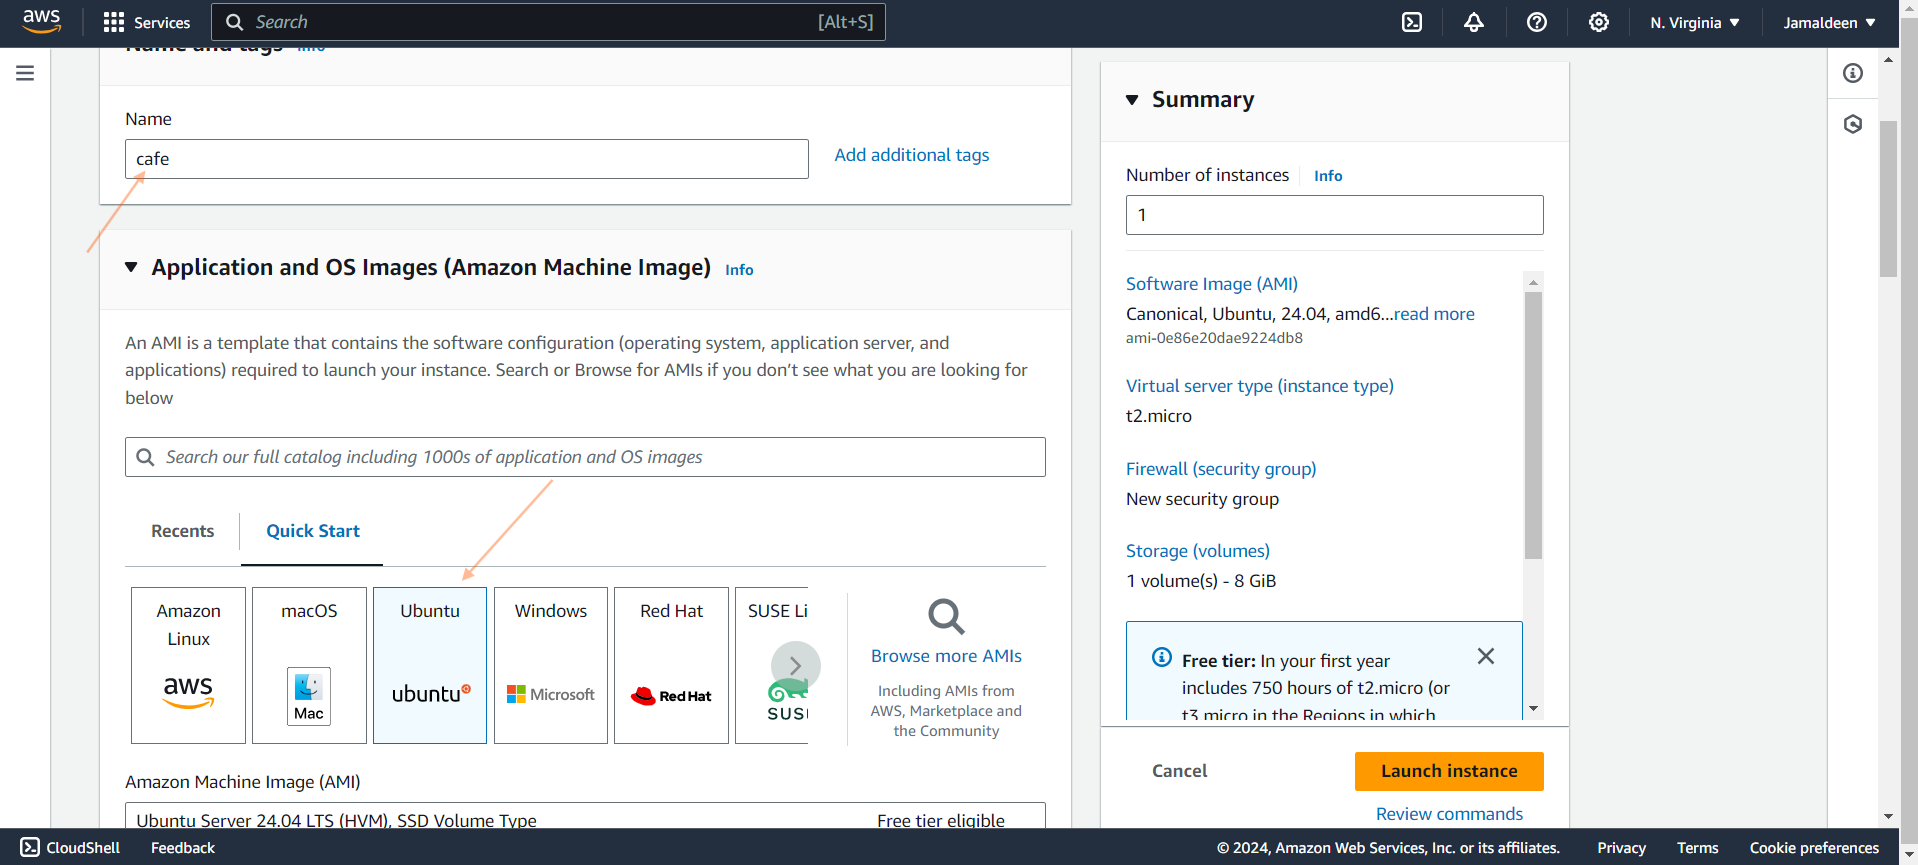 aws
Services
Search
[Alt+S]
N. Virginia
Jamaldeen
Name and tags Info
Name
cafe
Add additional tags
Application and OS Images (Amazon Machine Image) Info
An AMI is a template that contains the software configuration (operating system, application server, and
applications) required to launch your instance. Search or Browse for AMIs if you don’t see what you are looking for
below
Search our full catalog including 1000s of application and OS images
Recents
Quick Start
Amazon
Linux
aws
macOS
Mac
Ubuntu
ubuntu
Windows
Microsoft
Red Hat
Red Hat
SUSE Li
SUS
Browse more AMIs
Including AMIs from
AWS, Marketplace and
the Community
Amazon Machine Image (AMI)
Ubuntu Server 24.04 LTS (HVM), SSD Volume Type
Free tier eligible
Summary
Number of instances
Info
1
Software Image (AMI)
Canonical, Ubuntu, 24.04, amd6...read more
ami-0e86e20dae9224db8
Virtual server type (instance type)
t2.micro
Firewall (security group)
New security group
Storage (volumes)
1 volume(s) - 8 GiB
Free tier: In your first year
includes 750 hours of t2.micro (or
t3.micro in the Regions in which
Cancel
Launch instance
Review commands
CloudShell
Feedback
© 2024, Amazon Web Services, Inc. or its affiliates.
Privacy
Terms
Cookie preferences